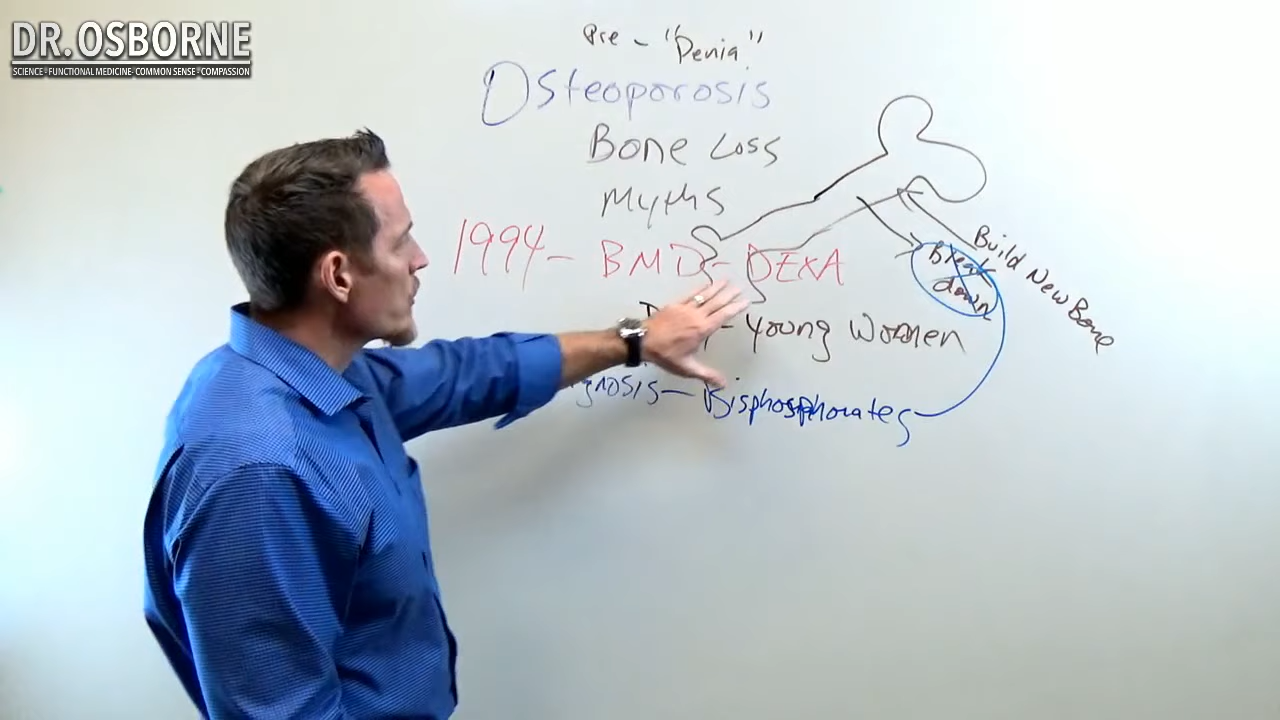 DR. OSBORNE
SCIENCE - FUNCTIONAL MEDICINE - COMMON SENSE - COMPASSION
Pre - "Penia"
Osteoporosis
Bone Loss
Myths
1994 - BMD - DEXA
Build New Bone
Break
down
- Young Women
gnosis - Bisphosphonates